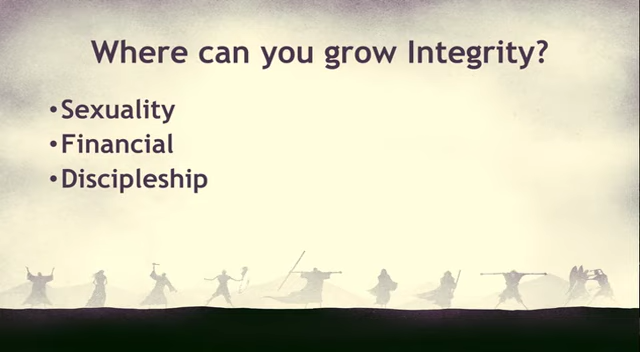 Where can you grow Integrity?
•Sexuality
•Financial
•Discipleship